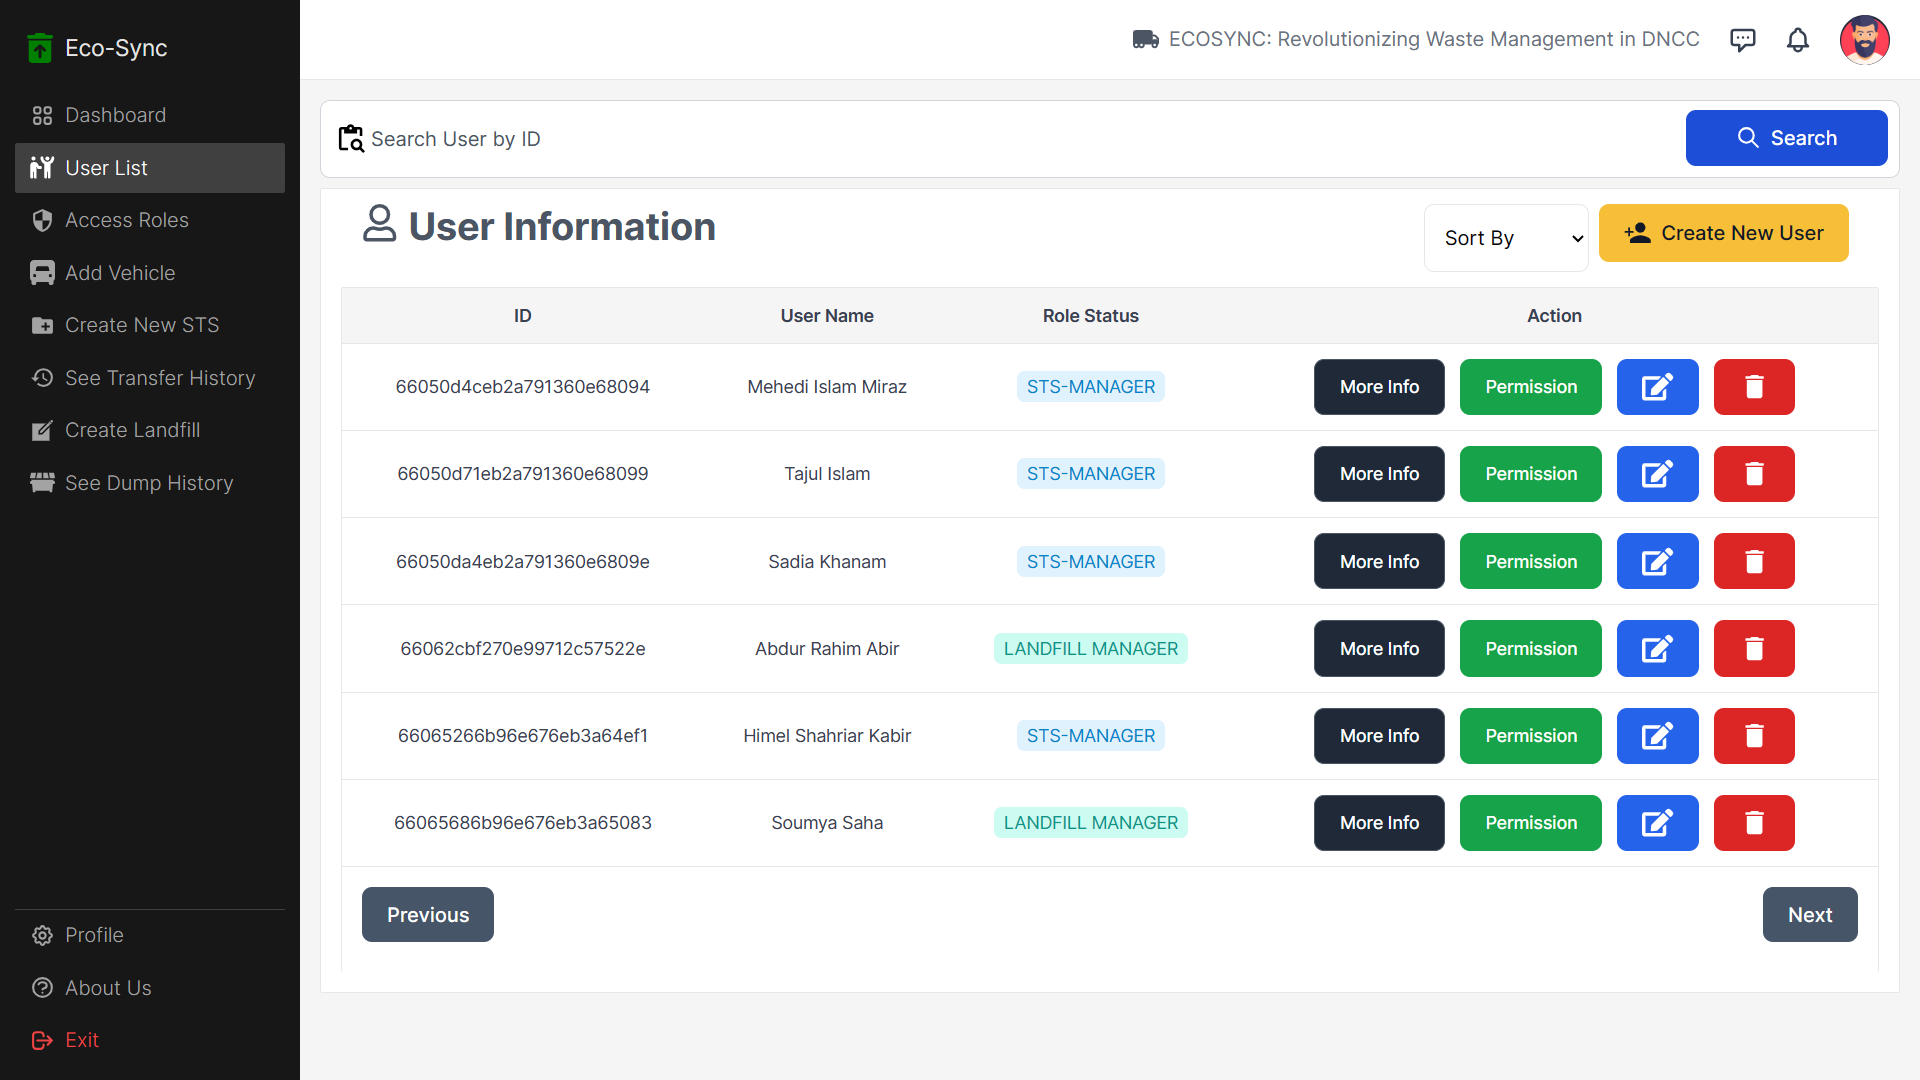 Eco-Sync
Dashboard
User List
Access Roles
Add Vehicle
Create New STS
See Transfer History
Create Landfill
See Dump History
Profile
About Us
Exit
ECOSYNC: Revolutionizing Waste Management in DNCC
Search User by ID
Search
User Information
Sort By
Create New User
ID User Name Role Status Action
66050d4ceb2a791360e68094 Mehedi Islam Miraz STS-MANAGER More Info Permission
66050d71eb2a791360e68099 Tajul Islam STS-MANAGER More Info Permission
66050da4eb2a791360e6809e Sadia Khanam STS-MANAGER More Info Permission
66062cbf270e99712c57522e Abdur Rahim Abir LANDFILL MANAGER More Info Permission
66065266b96e676eb3a64ef1 Himel Shahriar Kabir STS-MANAGER More Info Permission
66065686b96e676eb3a65083 Soumya Saha LANDFILL MANAGER More Info Permission
Previous Next